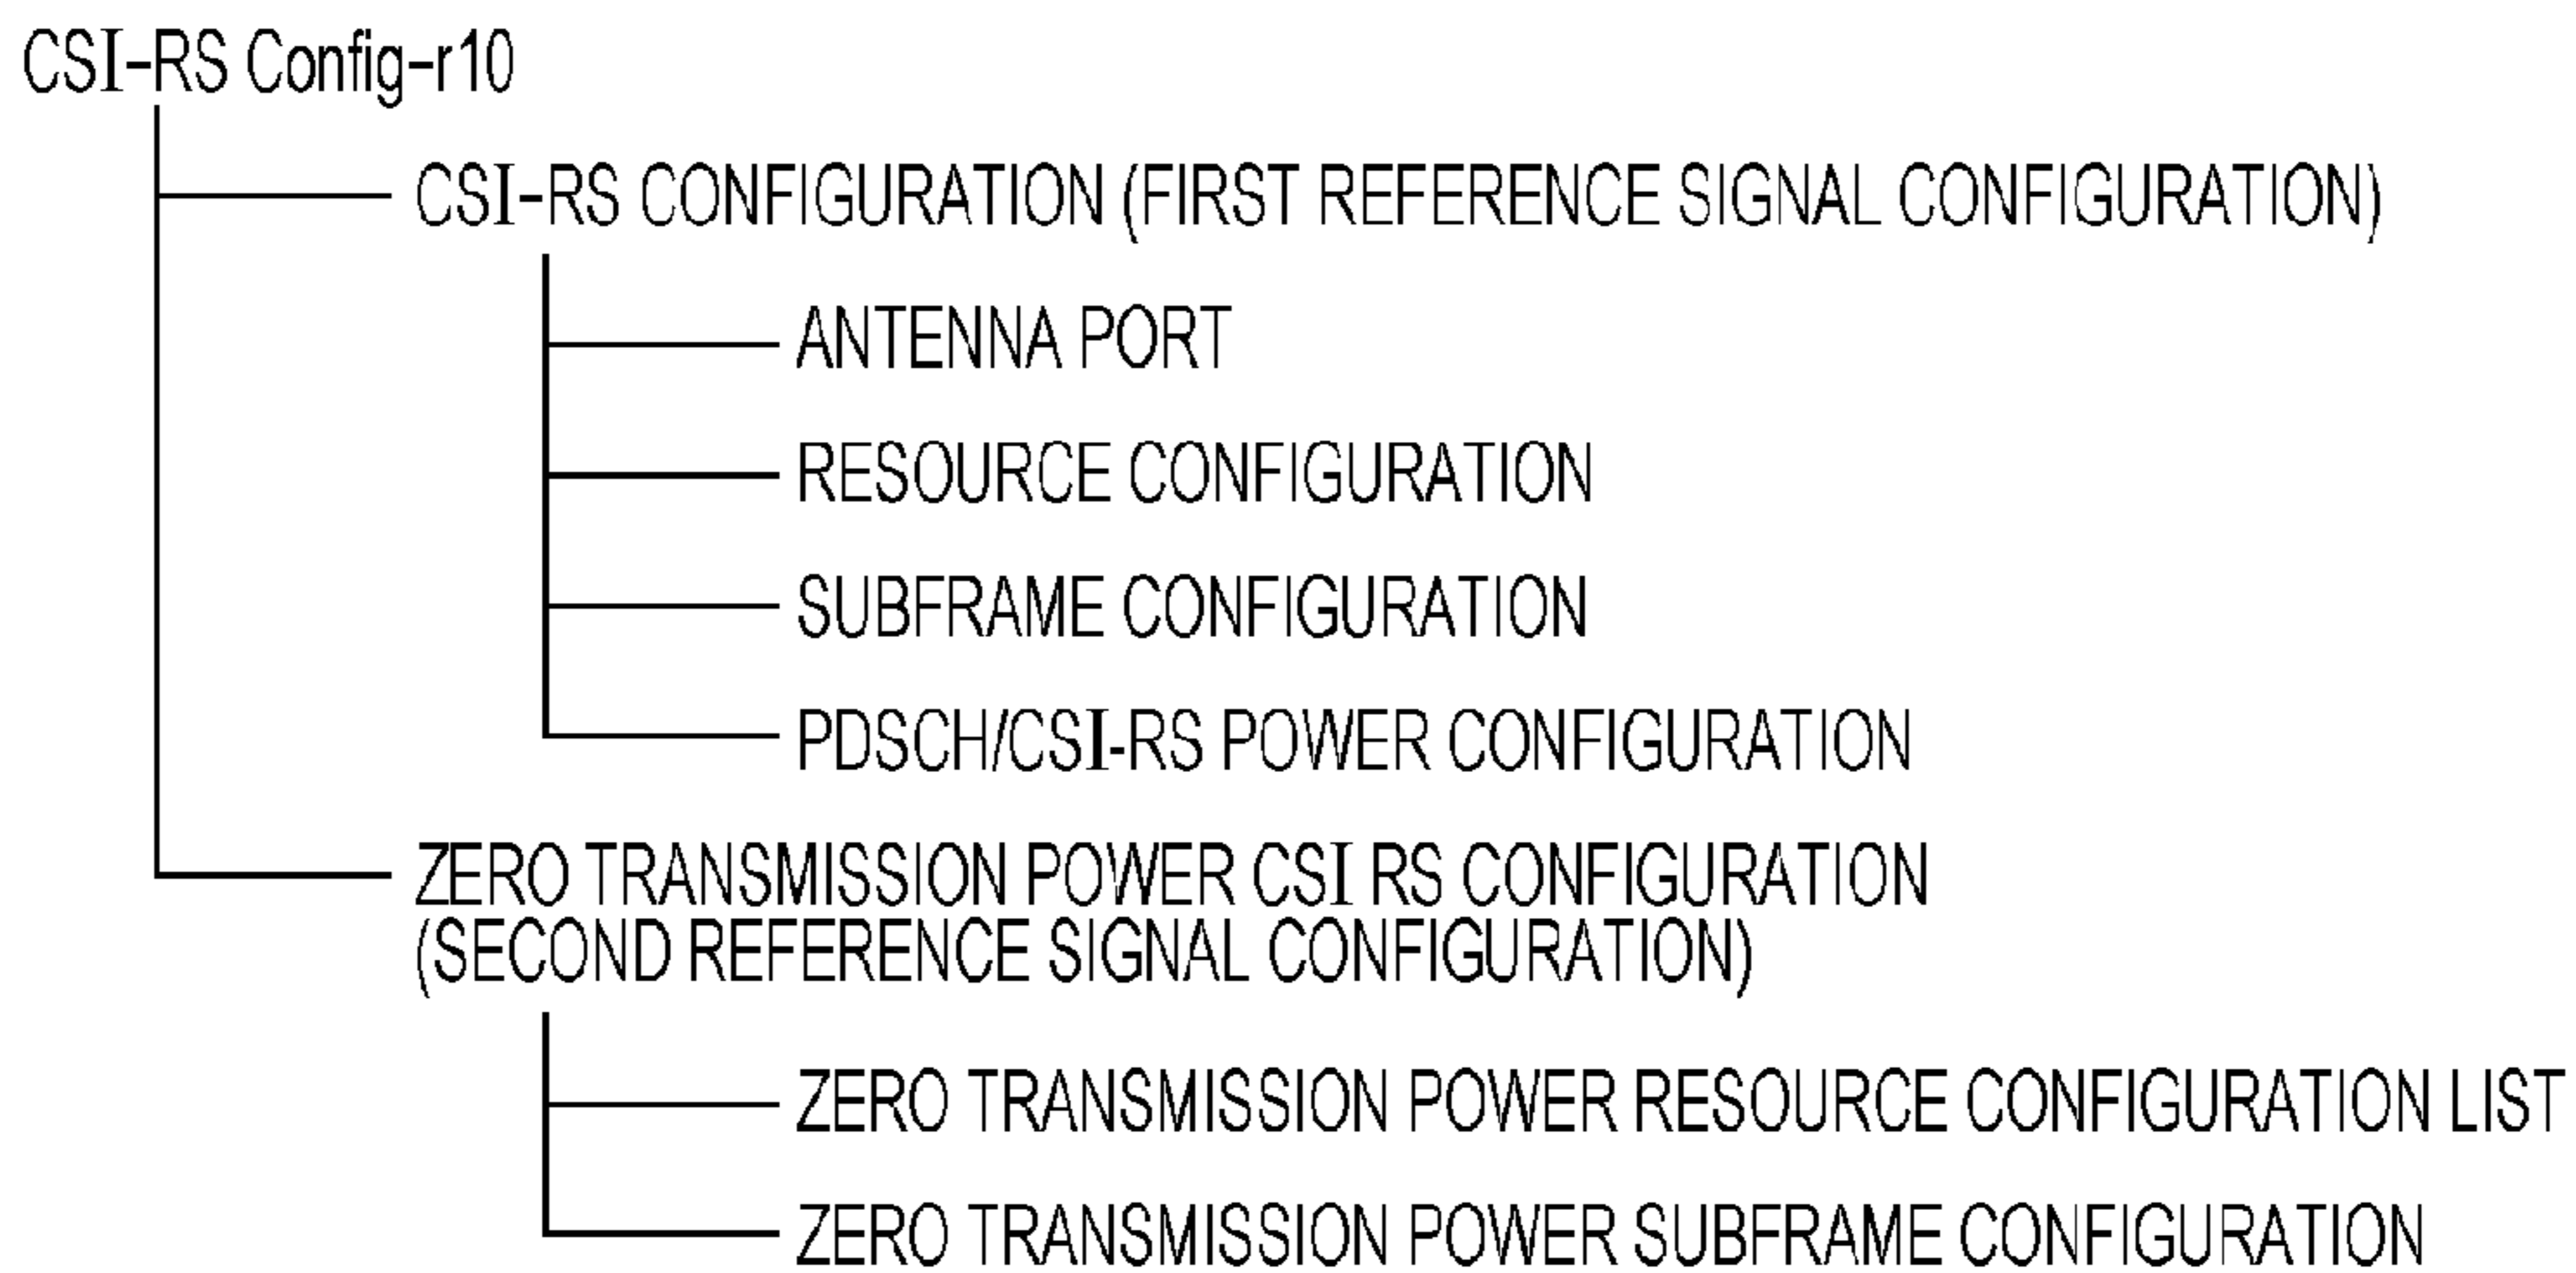 CSI-RS Config-r10
CSI-RS CONFIGURATION (FIRST REFERENCE SIGNAL CONFIGURATION)
ANTENNA PORT
RESOURCE CONFIGURATION
SUBFRAME CONFIGURATION
PDSCH/CSI-RS POWER CONFIGURATION
ZERO TRANSMISSION POWER CSI RS CONFIGURATION
(SECOND REFERENCE SIGNAL CONFIGURATION)
ZERO TRANSMISSION POWER RESOURCE CONFIGURATION LIST
ZERO TRANSMISSION POWER SUBFRAME CONFIGURATION